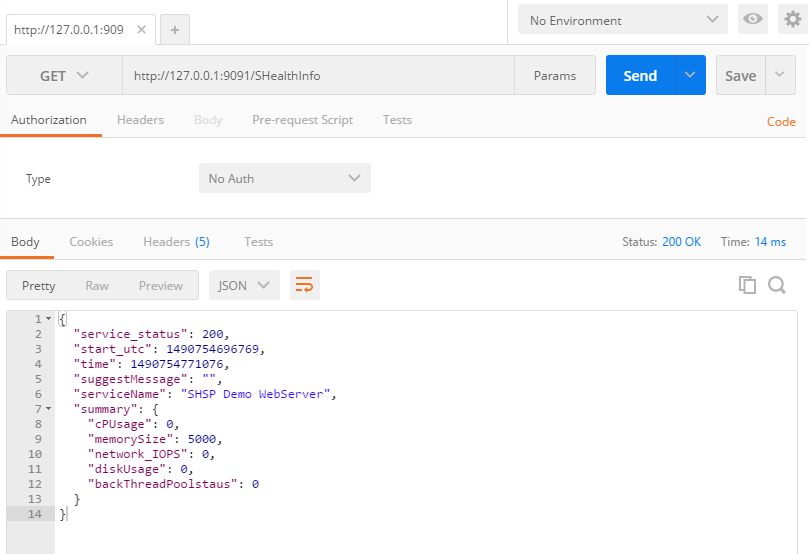 http://127.0.0.1:909 × +
No Environment
GET http://127.0.0.1:9091/SHealthInfo Params Send Save
Authorization Headers Body Pre-request Script Tests Code
Type No Auth
Body Cookies Headers (5) Tests Status: 200 OK Time: 14 ms
Pretty Raw Preview JSON
1 {
2 "service_status": 200,
3 "start_utc": 1490754696769,
4 "time": 1490754771076,
5 "suggestMessage": "",
6 "serviceName": "SHSP Demo WebServer",
7 "summary": {
8 "cPUsage": 0,
9 "memorySize": 5000,
10 "network_IOPS": 0,
11 "diskUsage": 0,
12 "backThreadPoolstaus": 0
13 }
14 }